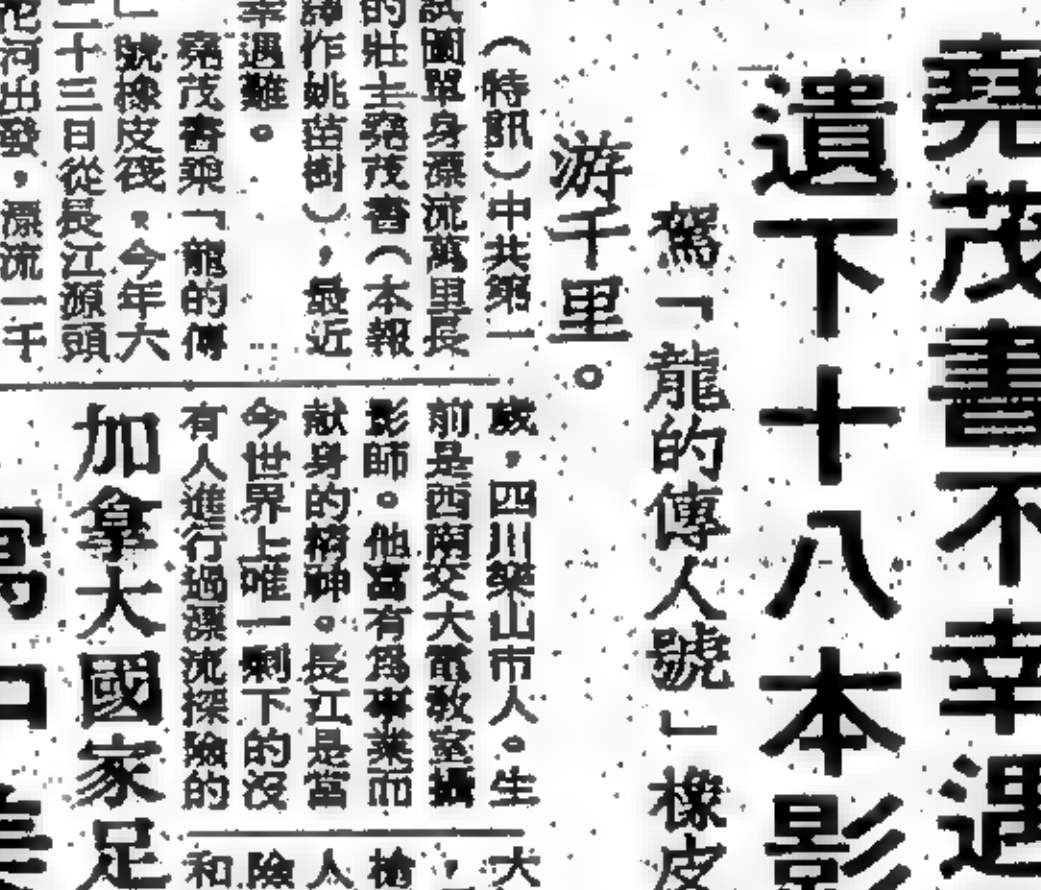 堯茂書不幸遇
遺下十八本影
駕「龍的傳人號」橡皮
游千里。
（特訊）中共第一
試圖單身漂流萬里長
的壯士堯茂書（本報
譯作姚茁樹），最近
幸遇難。
堯茂書乘「龍的傳
」號橡皮筏，今年六
二十三日從長江源頭
沱河出發，漂流一千
歲，四川樂山市人。生
前是西南交大電教室攝
影師。他富有為事業而
献身的精神。長江是當
今世界上唯一剩下的沒
有人進行過漂流探險的
加拿大國家足
大
，
槍
人
險
和